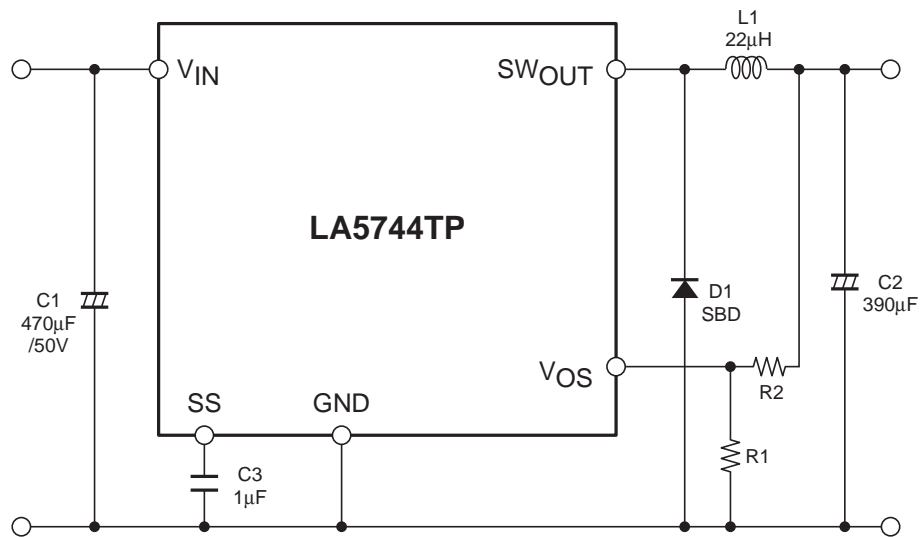 L1
22μH
VIN
SWOUT
LA5744TP
C1
470μF
/50V
D1
SBD
C2
390μF
VOS
R2
SS
GND
R1
C3
1μF